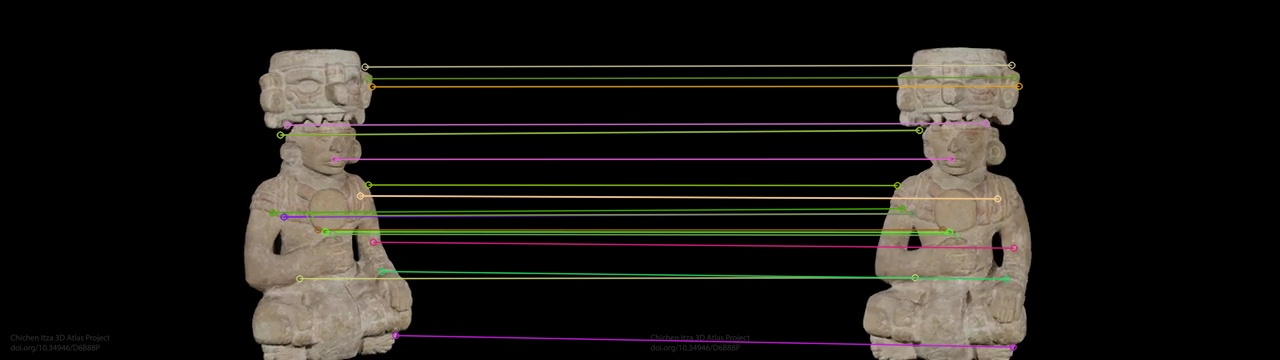 Chichen Itza 3D Atlas Project
doi.org/10.34946/D6B88P
Chichen Itza 3D Atlas Project
doi.org/10.34946/D6B88P